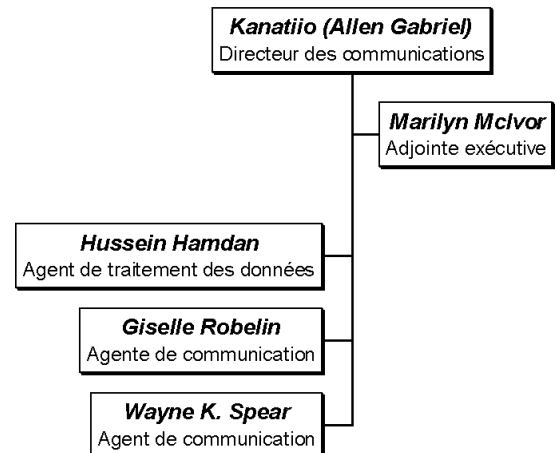 Kanatiio (Allen Gabriel)
Directeur des communications
Marilyn McIvor
Adjointe exécutive
Hussein Hamdan
Agent de traitement des données
Giselle Robelin
Agente de communication
Wayne K. Spear
Agent de communication